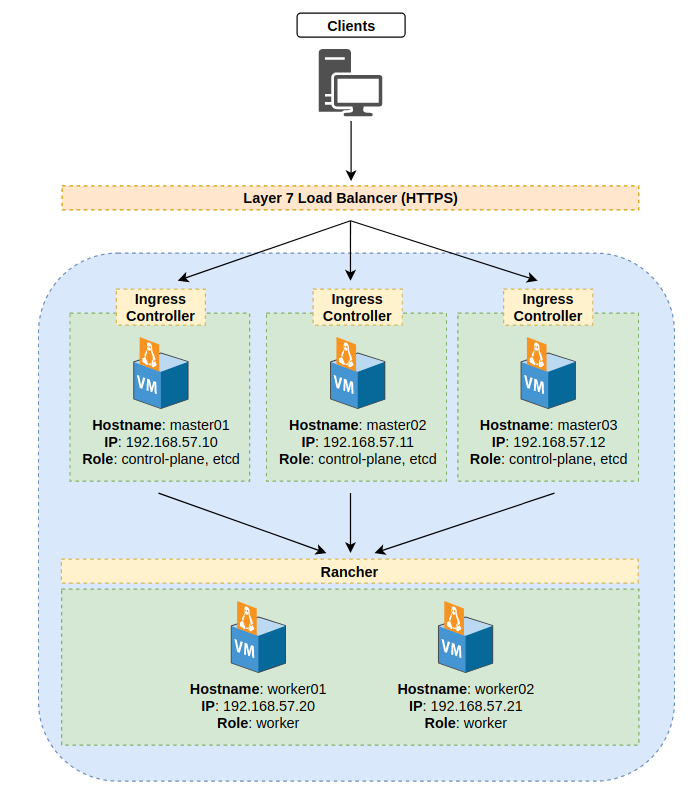 Clients
Layer 7 Load Balancer (HTTPS)
Ingress
Controller
VM
Hostname: master01
IP: 192.168.57.10
Role: control-plane, etcd
Ingress
Controller
VM
Hostname: master02
IP: 192.168.57.11
Role: control-plane, etcd
Ingress
Controller
VM
Hostname: master03
IP: 192.168.57.12
Role: control-plane, etcd
Rancher
VM
Hostname: worker01
IP: 192.168.57.20
Role: worker
VM
Hostname: worker02
IP: 192.168.57.21
Role: worker